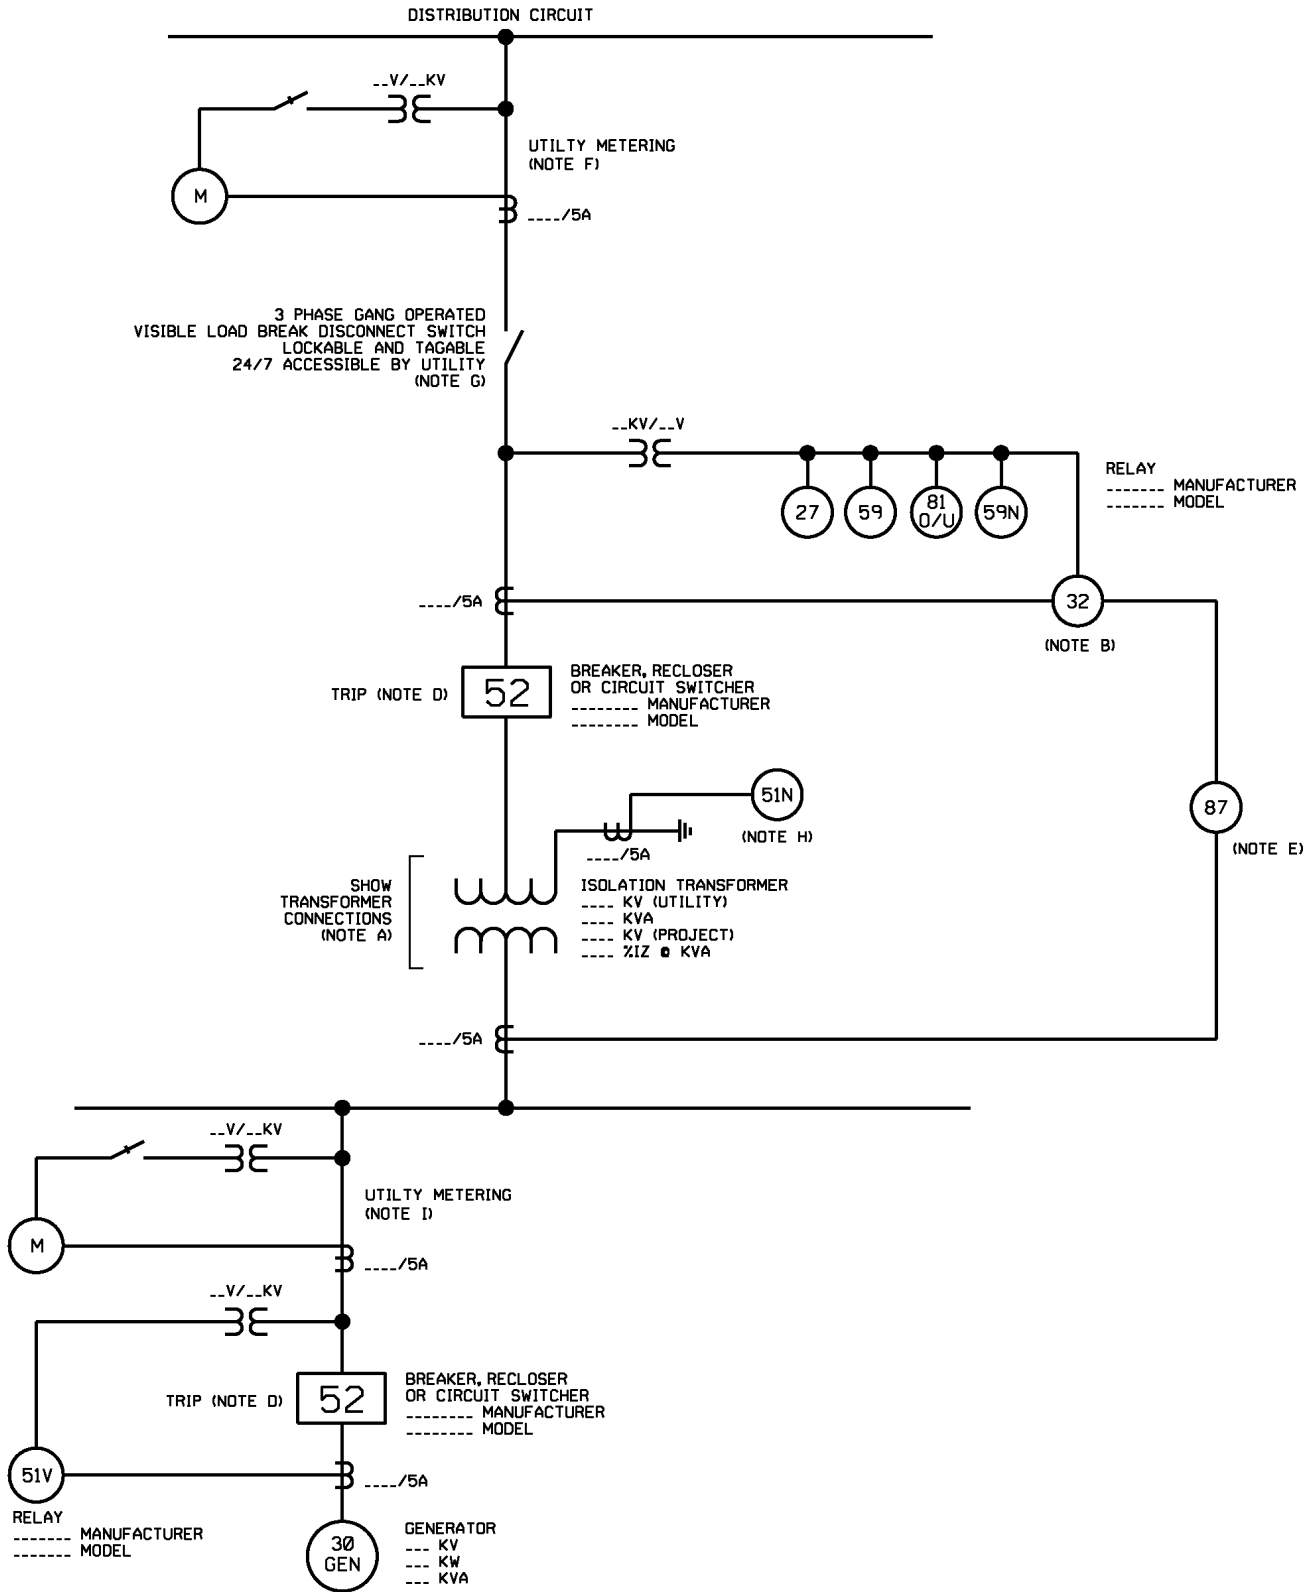 DISTRIBUTION CIRCUIT
__V/__KV
UTILTY METERING
(NOTE F)
M
____/5A
3 PHASE GANG OPERATED
VISIBLE LOAD BREAK DISCONNECT SWITCH
LOCKABLE AND TAGABLE
24/7 ACCESSIBLE BY UTILITY
(NOTE G)
__KV/__V
27
59
81
O/U
59N
RELAY
_______ MANUFACTURER
_______ MODEL
____/5A
32
(NOTE B)
TRIP (NOTE D)
52
BREAKER, RECLOSER
OR CIRCUIT SWITCHER
________ MANUFACTURER
________ MODEL
51N
(NOTE H)
____/5A
87
(NOTE E)
SHOW
TRANSFORMER
CONNECTIONS
(NOTE A)
ISOLATION TRANSFORMER
____ KV (UTILITY)
____ KVA
____ KV (PROJECT)
____ %IZ @ KVA
____/5A
__V/__KV
UTILTY METERING
(NOTE I)
M
____/5A
__V/__KV
TRIP (NOTE D)
52
BREAKER, RECLOSER
OR CIRCUIT SWITCHER
________ MANUFACTURER
________ MODEL
51V
____/5A
RELAY
_______ MANUFACTURER
_______ MODEL
30
GEN
GENERATOR
___ KV
___ KW
___ KVA